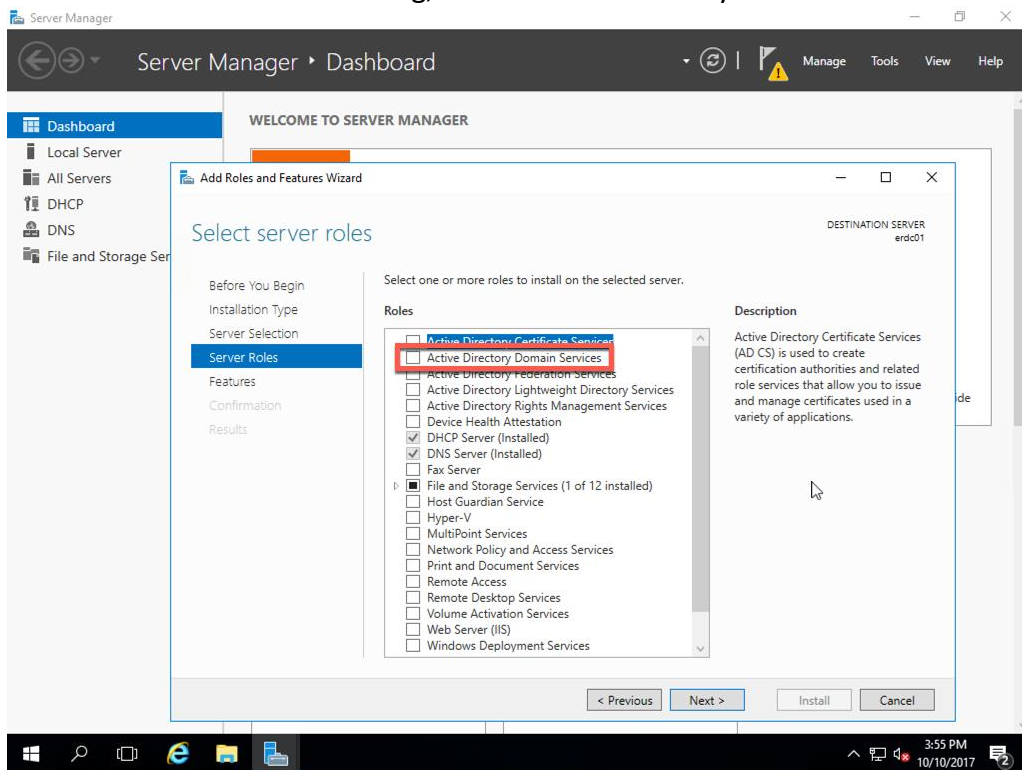 Server Manager
Server Manager • Dashboard
Manage Tools View Help
Dashboard
Local Server
All Servers
DHCP
DNS
File and Storage Ser
WELCOME TO SERVER MANAGER
Add Roles and Features Wizard
Select server roles
DESTINATION SERVER
erdc01
Before You Begin
Installation Type
Server Selection
Server Roles
Features
Confirmation
Results
Select one or more roles to install on the selected server.
Roles
Active Directory Certificate Services
Active Directory Domain Services
Active Directory Federation Services
Active Directory Lightweight Directory Services
Active Directory Rights Management Services
Device Health Attestation
DHCP Server (Installed)
DNS Server (Installed)
Fax Server
File and Storage Services (1 of 12 installed)
Host Guardian Service
Hyper-V
MultiPoint Services
Network Policy and Access Services
Print and Document Services
Remote Access
Remote Desktop Services
Volume Activation Services
Web Server (IIS)
Windows Deployment Services
Description
Active Directory Certificate Services
(AD CS) is used to create
certification authorities and related
role services that allow you to issue
and manage certificates used in a
variety of applications.
ide
< Previous Next > Install Cancel
3:55 PM
10/10/2017
2